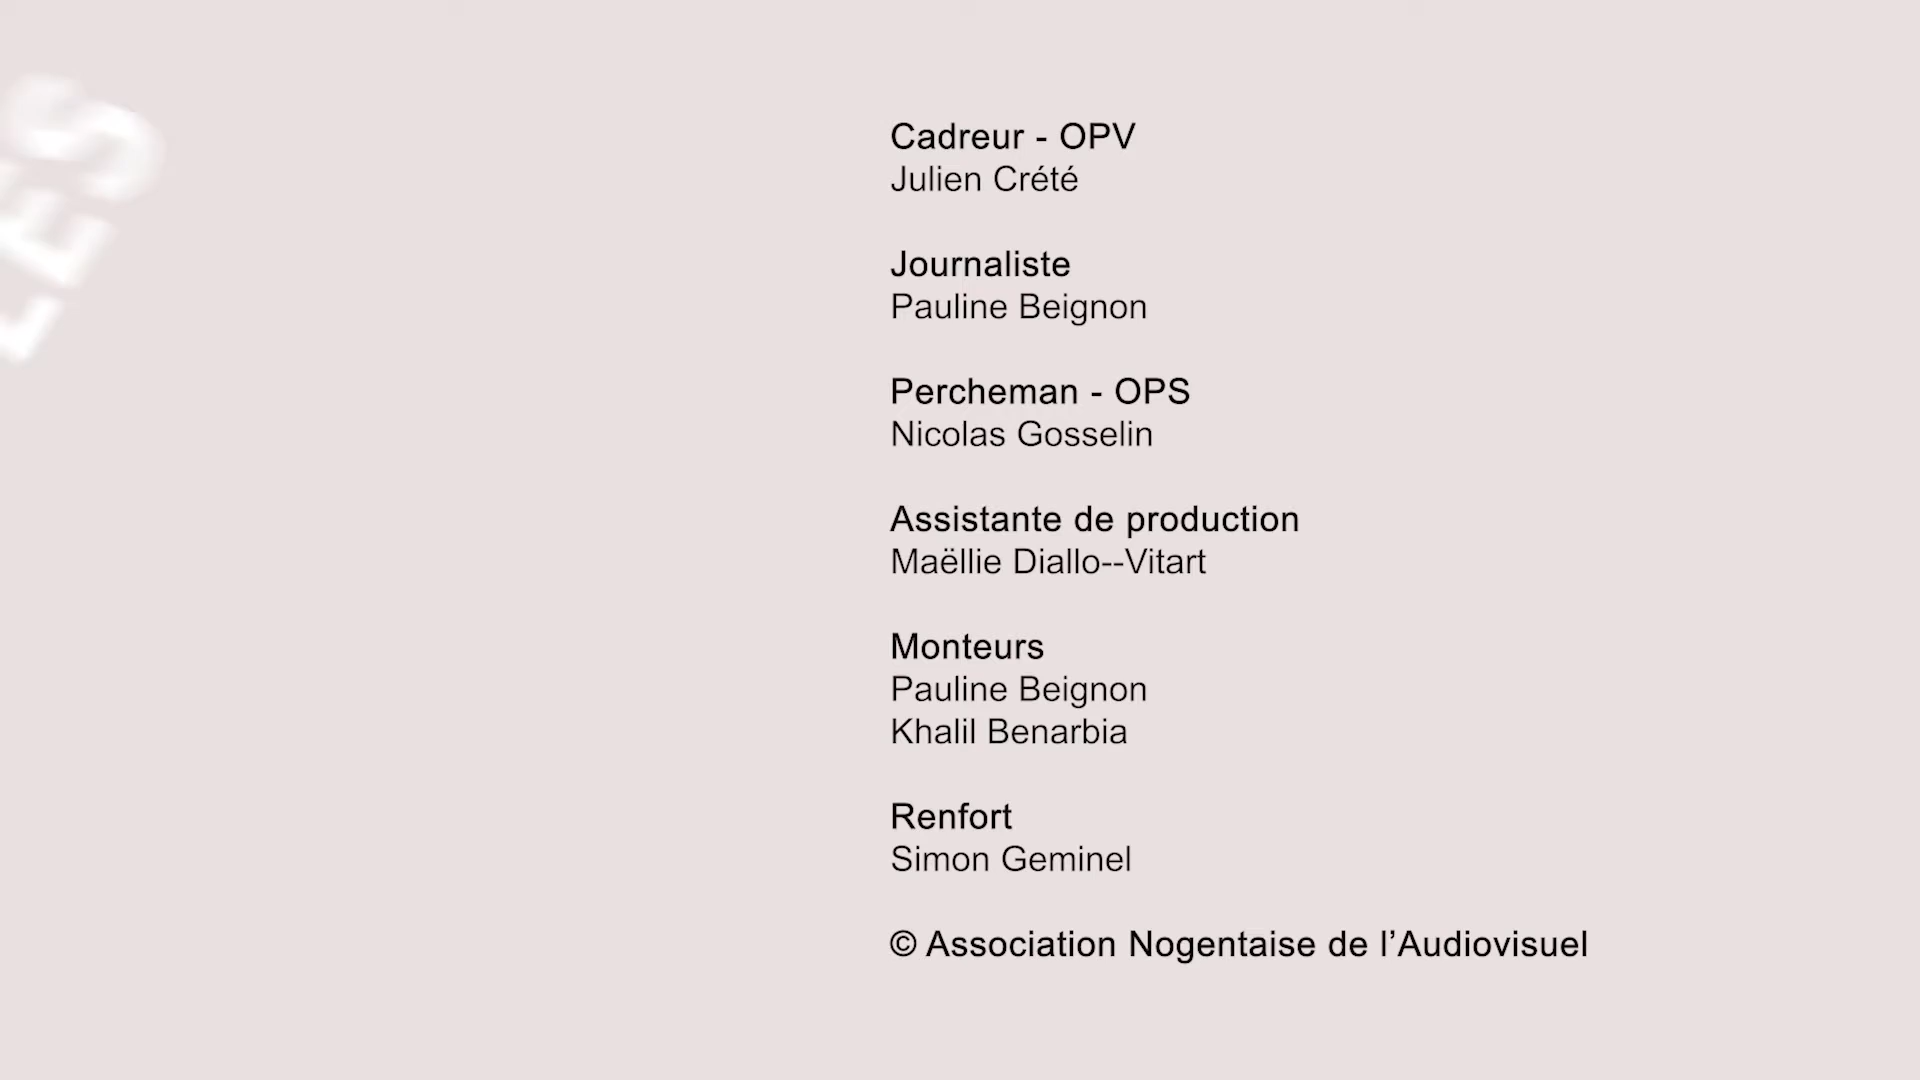 Cadreur - OPV
Julien Crété
Journaliste
Pauline Beignon
Percheman - OPS
Nicolas Gosselin
Assistante de production
Maëllie Diallo--Vitart
Monteurs
Pauline Beignon
Khalil Benarbia
Renfort
Simon Geminel
© Association Nogentaise de l’Audiovisuel